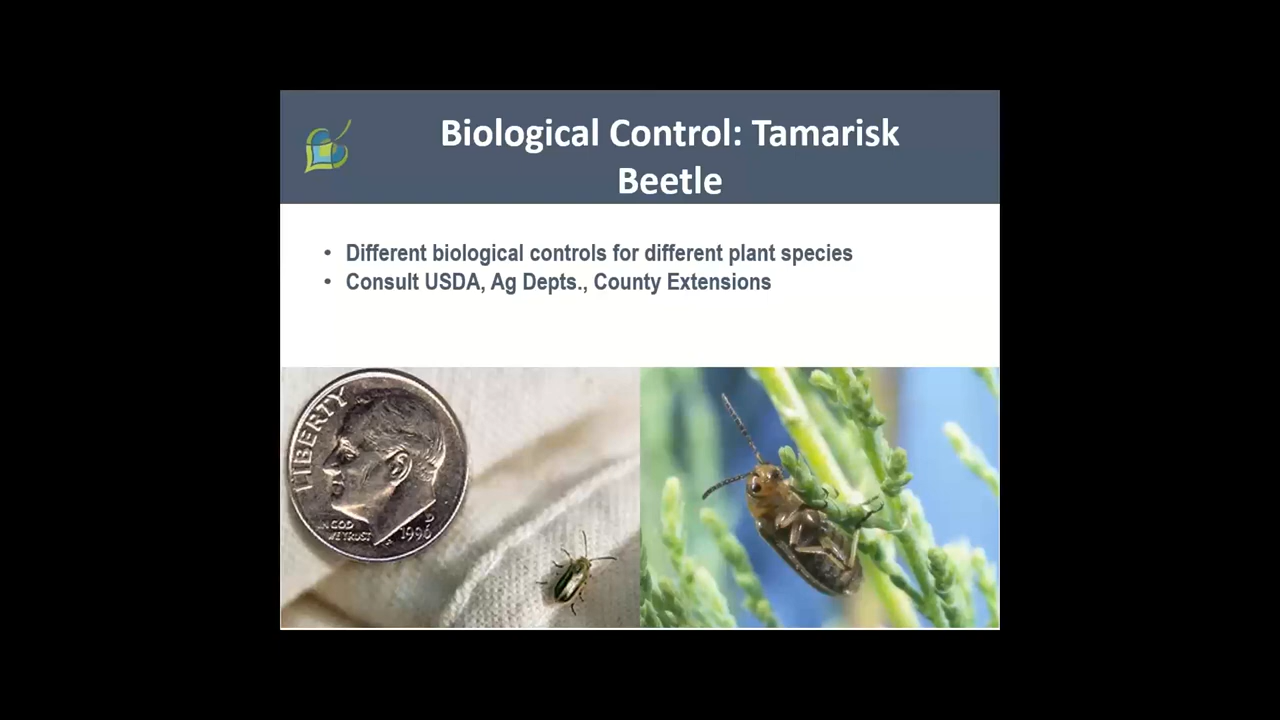 Biological Control: Tamarisk
Beetle
• Different biological controls for different plant species
• Consult USDA, Ag Depts., County Extensions
LIBERTY
IN GOD
WE TRUST
D
1996